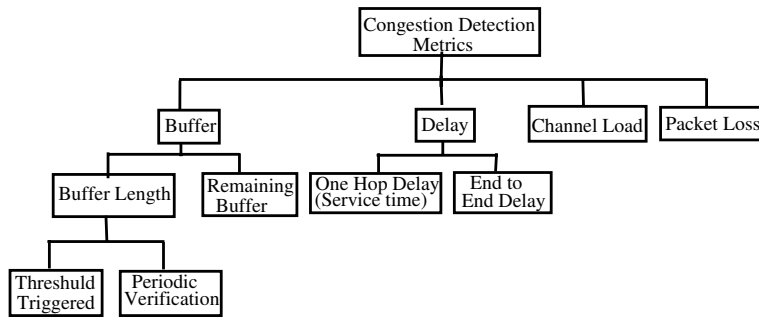 Congestion Detection
Metrics
Buffer
Delay
Channel Load
Packet Loss
Buffer Length
Remaining
Buffer
One Hop Delay
(Service time)
End to
End Delay
Threshuld
Triggered
Periodic
Verification